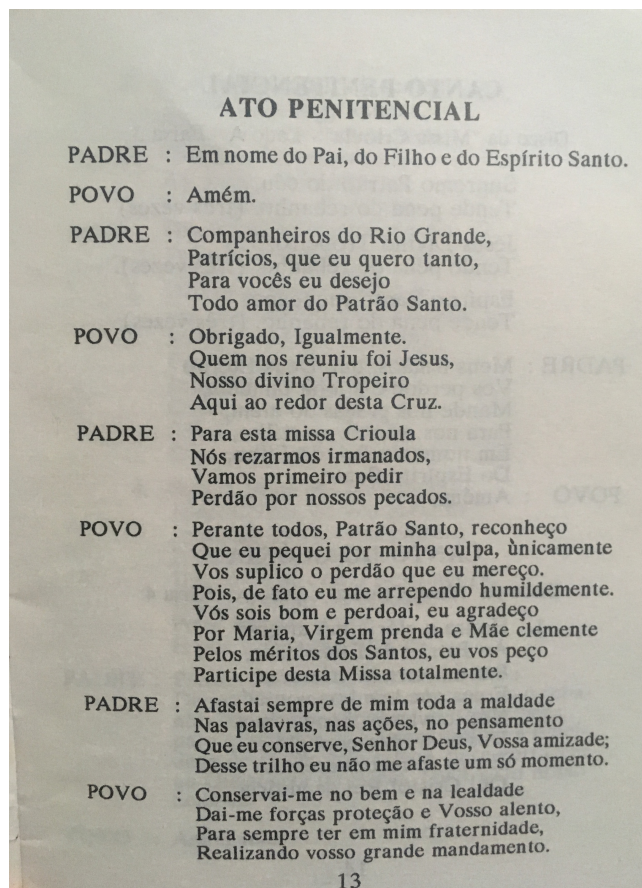 ATO PENITENCIAL
PADRE : Em nome do Pai, do Filho e do Espírito Santo.
POVO : Amém.
PADRE : Companheiros do Rio Grande,
Patrícios, que eu quero tanto,
Para vocês eu desejo
Todo amor do Patrão Santo.
POVO : Obrigado, Igualmente.
Quem nos reuniu foi Jesus,
Nosso divino Tropeiro
Aqui ao redor desta Cruz.
PADRE : Para esta missa Crioula
Nós rezarmos irmanados,
Vamos primeiro pedir
Perdão por nossos pecados.
POVO : Perante todos, Patrão Santo, reconheço
Que eu pequei por minha culpa, ùnicamente
Vos suplico o perdão que eu mereço.
Pois, de fato eu me arrependo humildemente.
Vós sois bom e perdoai, eu agradeço
Por Maria, Virgem prenda e Mãe clemente
Pelos méritos dos Santos, eu vos peço
Participe desta Missa totalmente.
PADRE : Afastai sempre de mim toda a maldade
Nas palavras, nas ações, no pensamento
Que eu conserve, Senhor Deus, Vossa amizade;
Desse trilho eu não me afaste um só momento.
POVO : Conservai-me no bem e na lealdade
Dai-me forças proteção e Vosso alento,
Para sempre ter em mim fraternidade,
Realizando vosso grande mandamento.
13